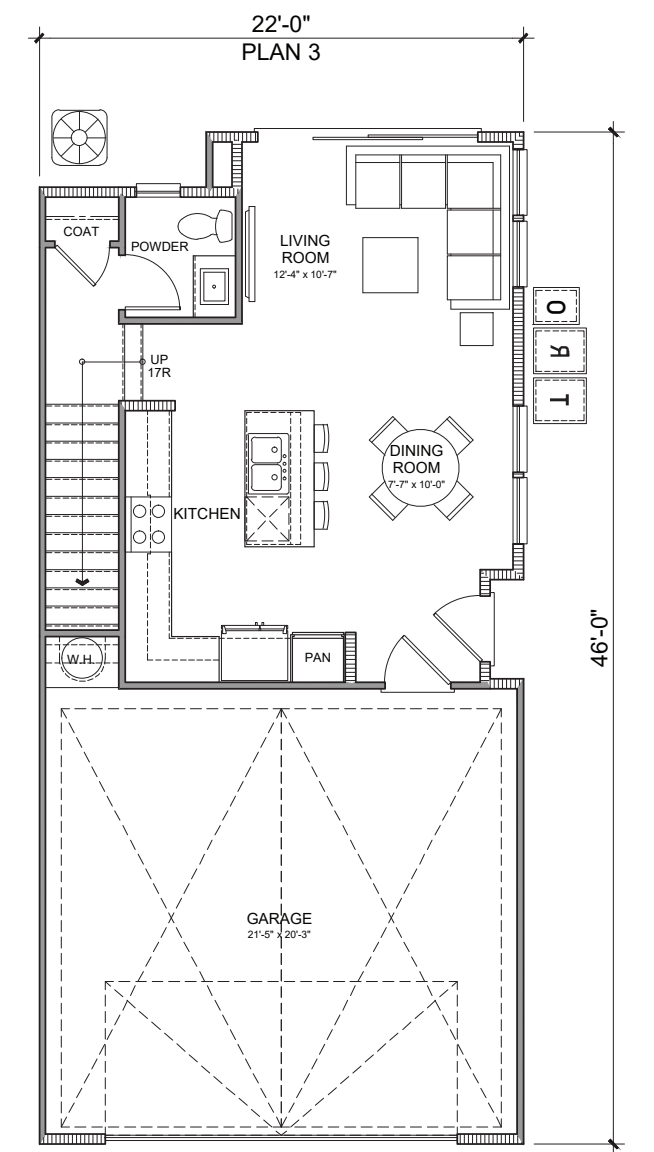 22'-0"
PLAN 3
COAT
POWDER
LIVING
ROOM
12'-4" x 10'-7"
O
R
T
UP
17R
DINING
ROOM
7'-7" x 10'-0"
KITCHEN
46'-0"
W.H.
PAN
GARAGE
21'-5" x 20'-3"